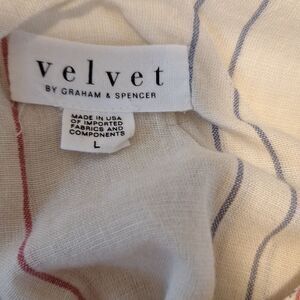 velvet
BY GRAHAM & SPENCER
MADE IN USA
OF IMPORTED
FABRICS AND
COMPONENTS
L